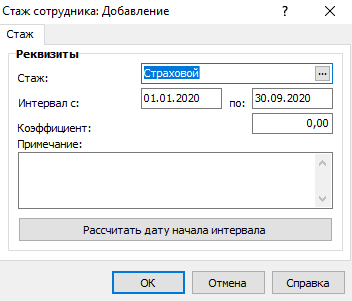 Стаж сотрудника: Добавление ? ×
Стаж
Реквизиты
Стаж: Страховой ...
Интервал с: 01.01.2020 по: 30.09.2020
Коэффициент: 0,00
Примечание:
Рассчитать дату начала интервала
ОК Отмена Справка